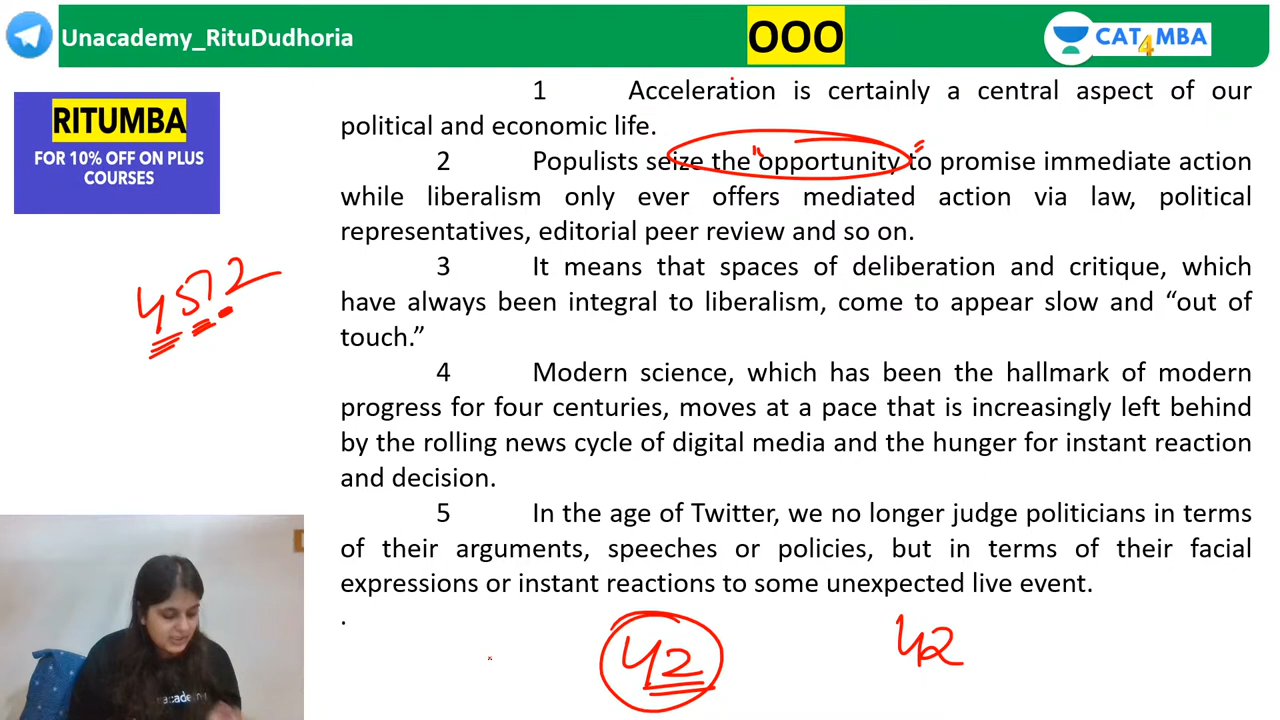 Unacademy_RituDudhoria
OOO
CAT4MBA
RITUMBA
FOR 10% OFF ON PLUS
COURSES
1 Acceleration is certainly a central aspect of our
political and economic life.
2 Populists seize the opportunity to promise immediate action
while liberalism only ever offers mediated action via law, political
representatives, editorial peer review and so on.
3 It means that spaces of deliberation and critique, which
have always been integral to liberalism, come to appear slow and “out of
touch.”
4 Modern science, which has been the hallmark of modern
progress for four centuries, moves at a pace that is increasingly left behind
by the rolling news cycle of digital media and the hunger for instant reaction
and decision.
5 In the age of Twitter, we no longer judge politicians in terms
of their arguments, speeches or policies, but in terms of their facial
expressions or instant reactions to some unexpected live event.
.
42
42